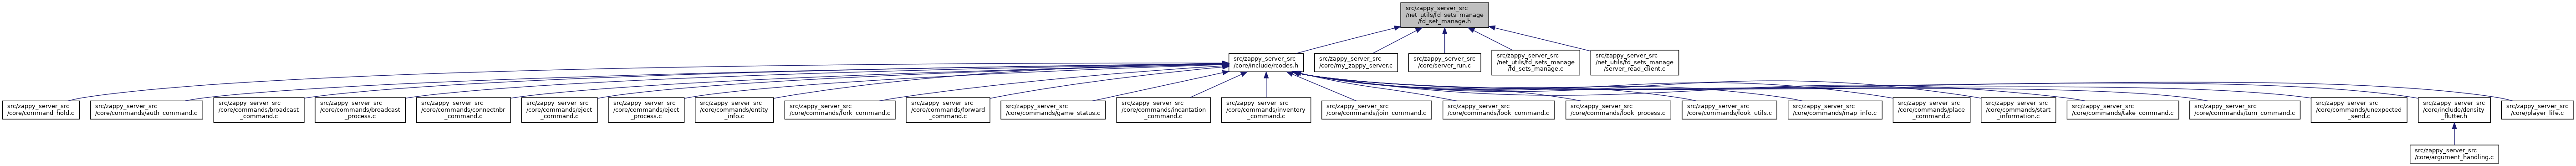 src/zappy_server_src
/net_utils/fd_sets_manage
/fd_set_manage.h
src/zappy_server_src
/core/include/rcodes.h
src/zappy_server_src
/core/my_zappy_server.c
src/zappy_server_src
/core/server_run.c
src/zappy_server_src
/net_utils/fd_sets_manage
/fd_sets_manage.c
src/zappy_server_src
/net_utils/fd_sets_manage
/server_read_client.c
src/zappy_server_src
/core/command_hold.c
src/zappy_server_src
/core/commands/auth_command.c
src/zappy_server_src
/core/commands/broadcast
_command.c
src/zappy_server_src
/core/commands/broadcast
_process.c
src/zappy_server_src
/core/commands/connectnbr
_command.c
src/zappy_server_src
/core/commands/eject
_command.c
src/zappy_server_src
/core/commands/eject
_process.c
src/zappy_server_src
/core/commands/entity
_info.c
src/zappy_server_src
/core/commands/fork_command.c
src/zappy_server_src
/core/commands/forward
_command.c
src/zappy_server_src
/core/commands/game_status.c
src/zappy_server_src
/core/commands/incantation
_command.c
src/zappy_server_src
/core/commands/inventory
_command.c
src/zappy_server_src
/core/commands/join_command.c
src/zappy_server_src
/core/commands/look_command.c
src/zappy_server_src
/core/commands/look_process.c
src/zappy_server_src
/core/commands/look_utils.c
src/zappy_server_src
/core/commands/map_info.c
src/zappy_server_src
/core/commands/place
_command.c
src/zappy_server_src
/core/commands/start
_information.c
src/zappy_server_src
/core/commands/take_command.c
src/zappy_server_src
/core/commands/turn_command.c
src/zappy_server_src
/core/commands/unexpected
_send.c
src/zappy_server_src
/core/include/density
_flutter.h
src/zappy_server_src
/core/player_life.c
src/zappy_server_src
/core/argument_handling.c